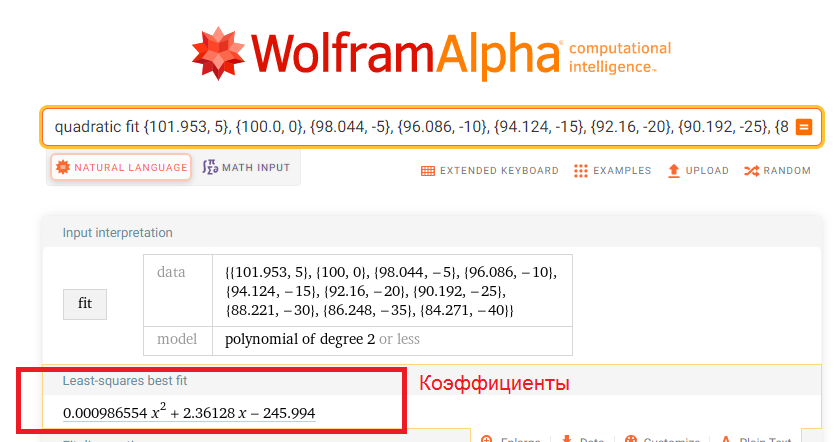 WolframAlpha computational
intelligence™
quadratic fit {101.953, 5}, {100.0, 0}, {98.044, -5}, {96.086, -10}, {94.124, -15}, {92.16, -20}, {90.192, -25}, {8
NATURAL LANGUAGE MATH INPUT EXTENDED KEYBOARD EXAMPLES UPLOAD RANDOM
Input interpretation
data {{101.953, 5}, {100, 0}, {98.044, −5}, {96.086, −10},
{94.124, −15}, {92.16, −20}, {90.192, −25},
fit
{88.221, −30}, {86.248, −35}, {84.271, −40}}
model polynomial of degree 2 or less
Least-squares best fit Коэффициенты
0.000986554 x² + 2.36128 x − 245.994
Enlarge Data Customize Plain Text